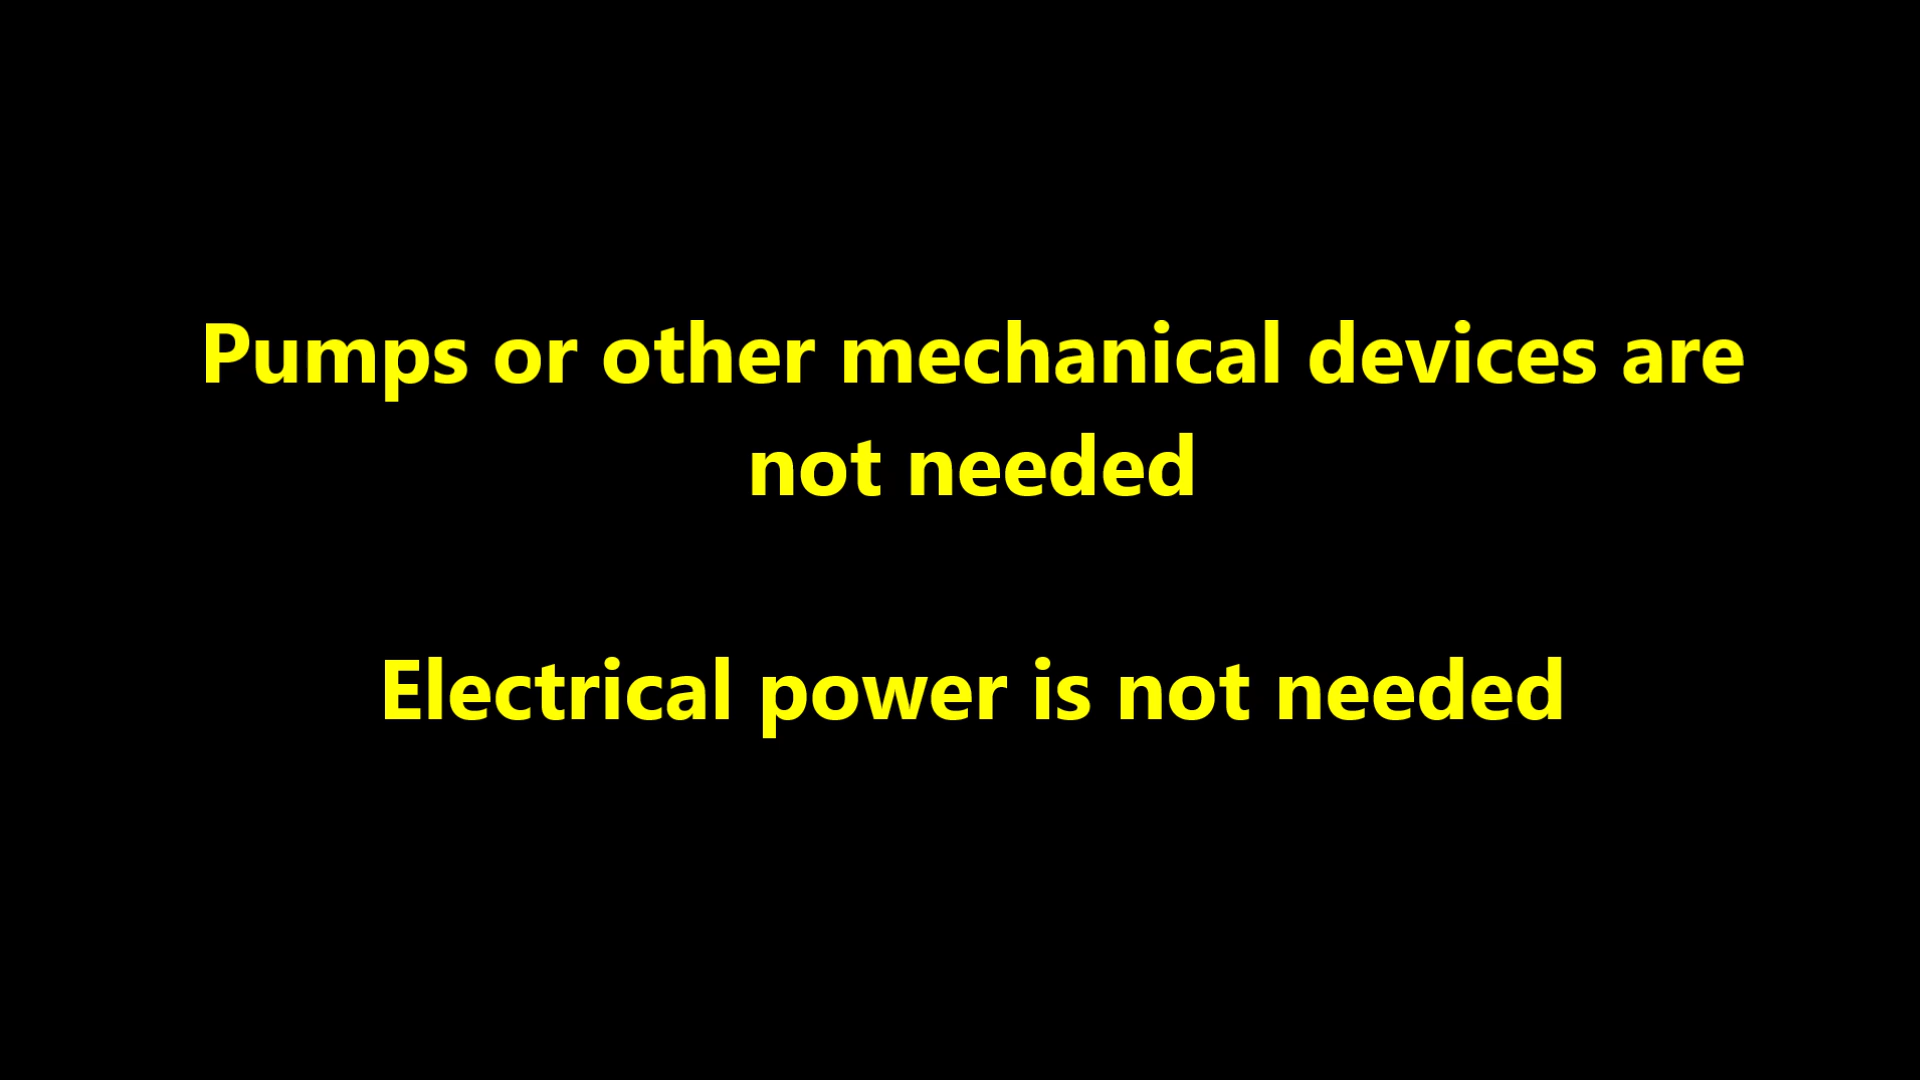 Pumps or other mechanical devices are
not needed
Electrical power is not needed